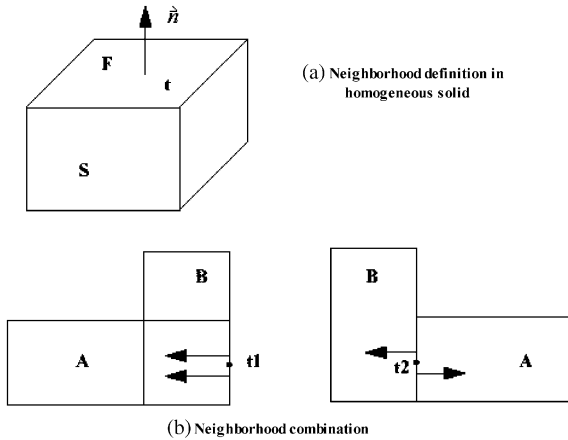 n
F
t
(a) Neighborhood definition in
homogeneous solid
S
B
A
t1
B
t2
A
(b) Neighborhood combination